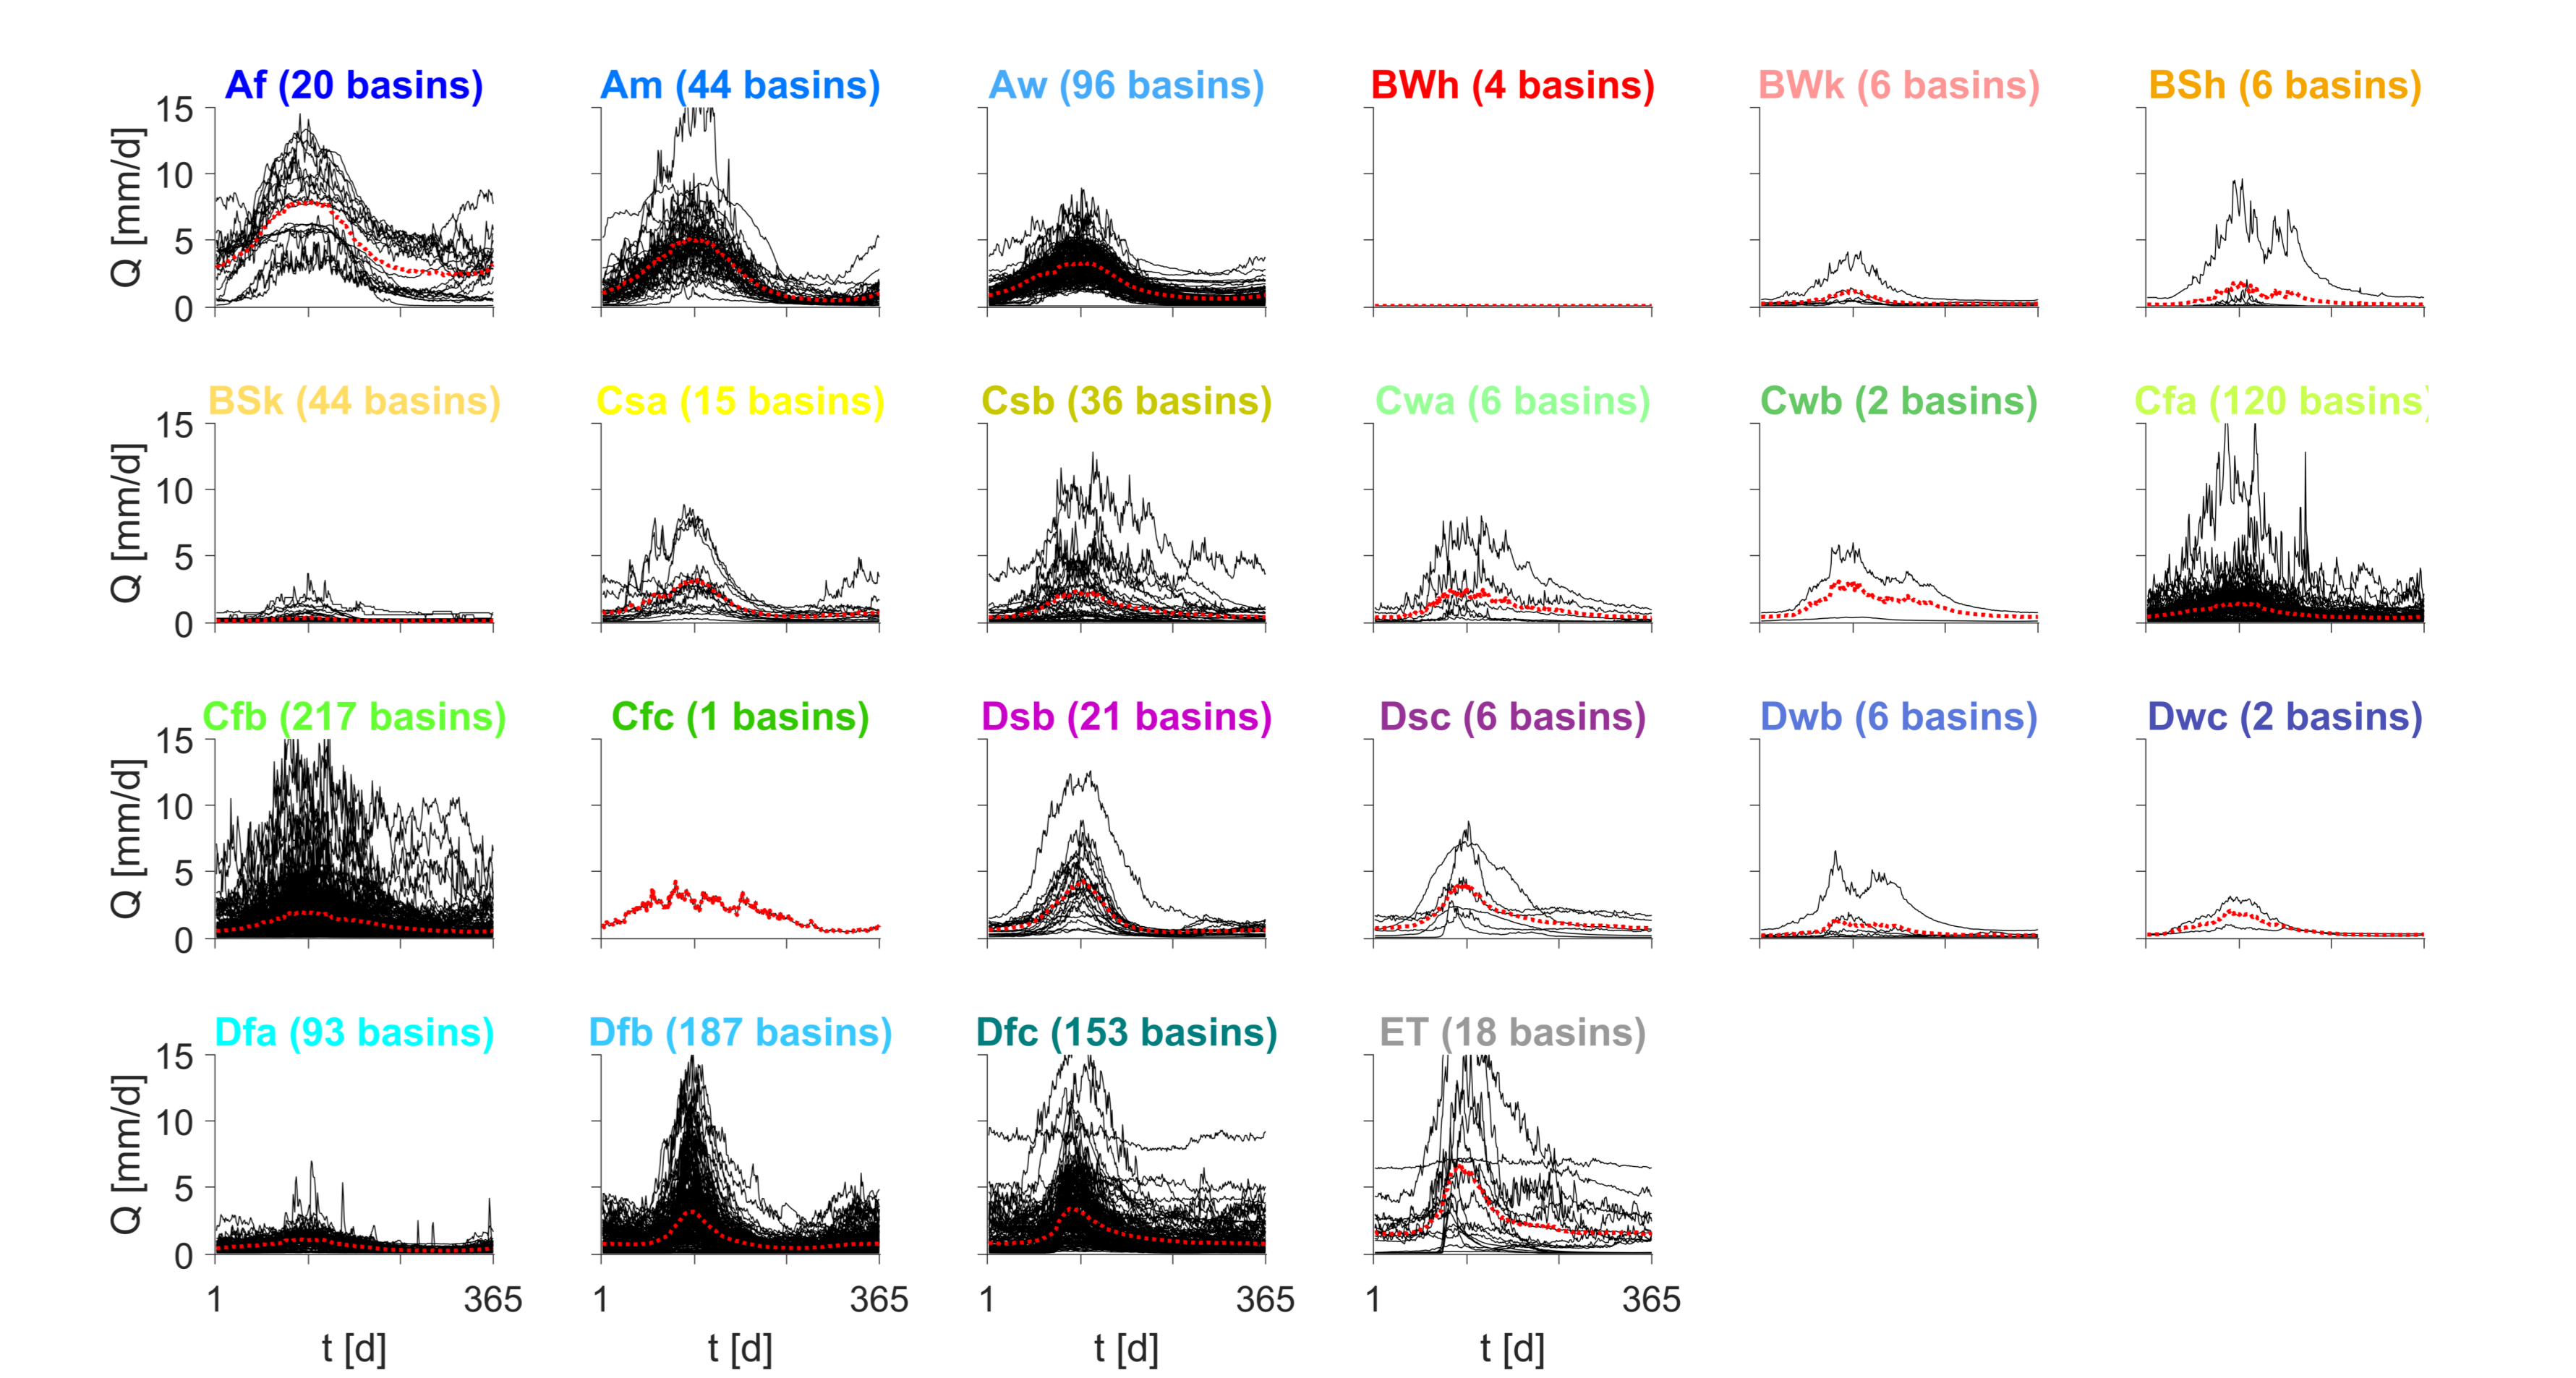 Af (20 basins)
Am (44 basins)
Aw (96 basins)
BWh (4 basins)
BWk (6 basins)
BSh (6 basins)
15
10
5
0
Q [mm/d]
BSk (44 basins)
Csa (15 basins)
Csb (36 basins)
Cwa (6 basins)
Cwb (2 basins)
Cfa (120 basins)
15
10
5
0
Q [mm/d]
Cfb (217 basins)
Cfc (1 basins)
Dsb (21 basins)
Dsc (6 basins)
Dwb (6 basins)
Dwc (2 basins)
15
10
5
0
Q [mm/d]
Dfa (93 basins)
Dfb (187 basins)
Dfc (153 basins)
ET (18 basins)
15
10
5
0
Q [mm/d]
1 365
1 365
1 365
1 365
t [d]
t [d]
t [d]
t [d]